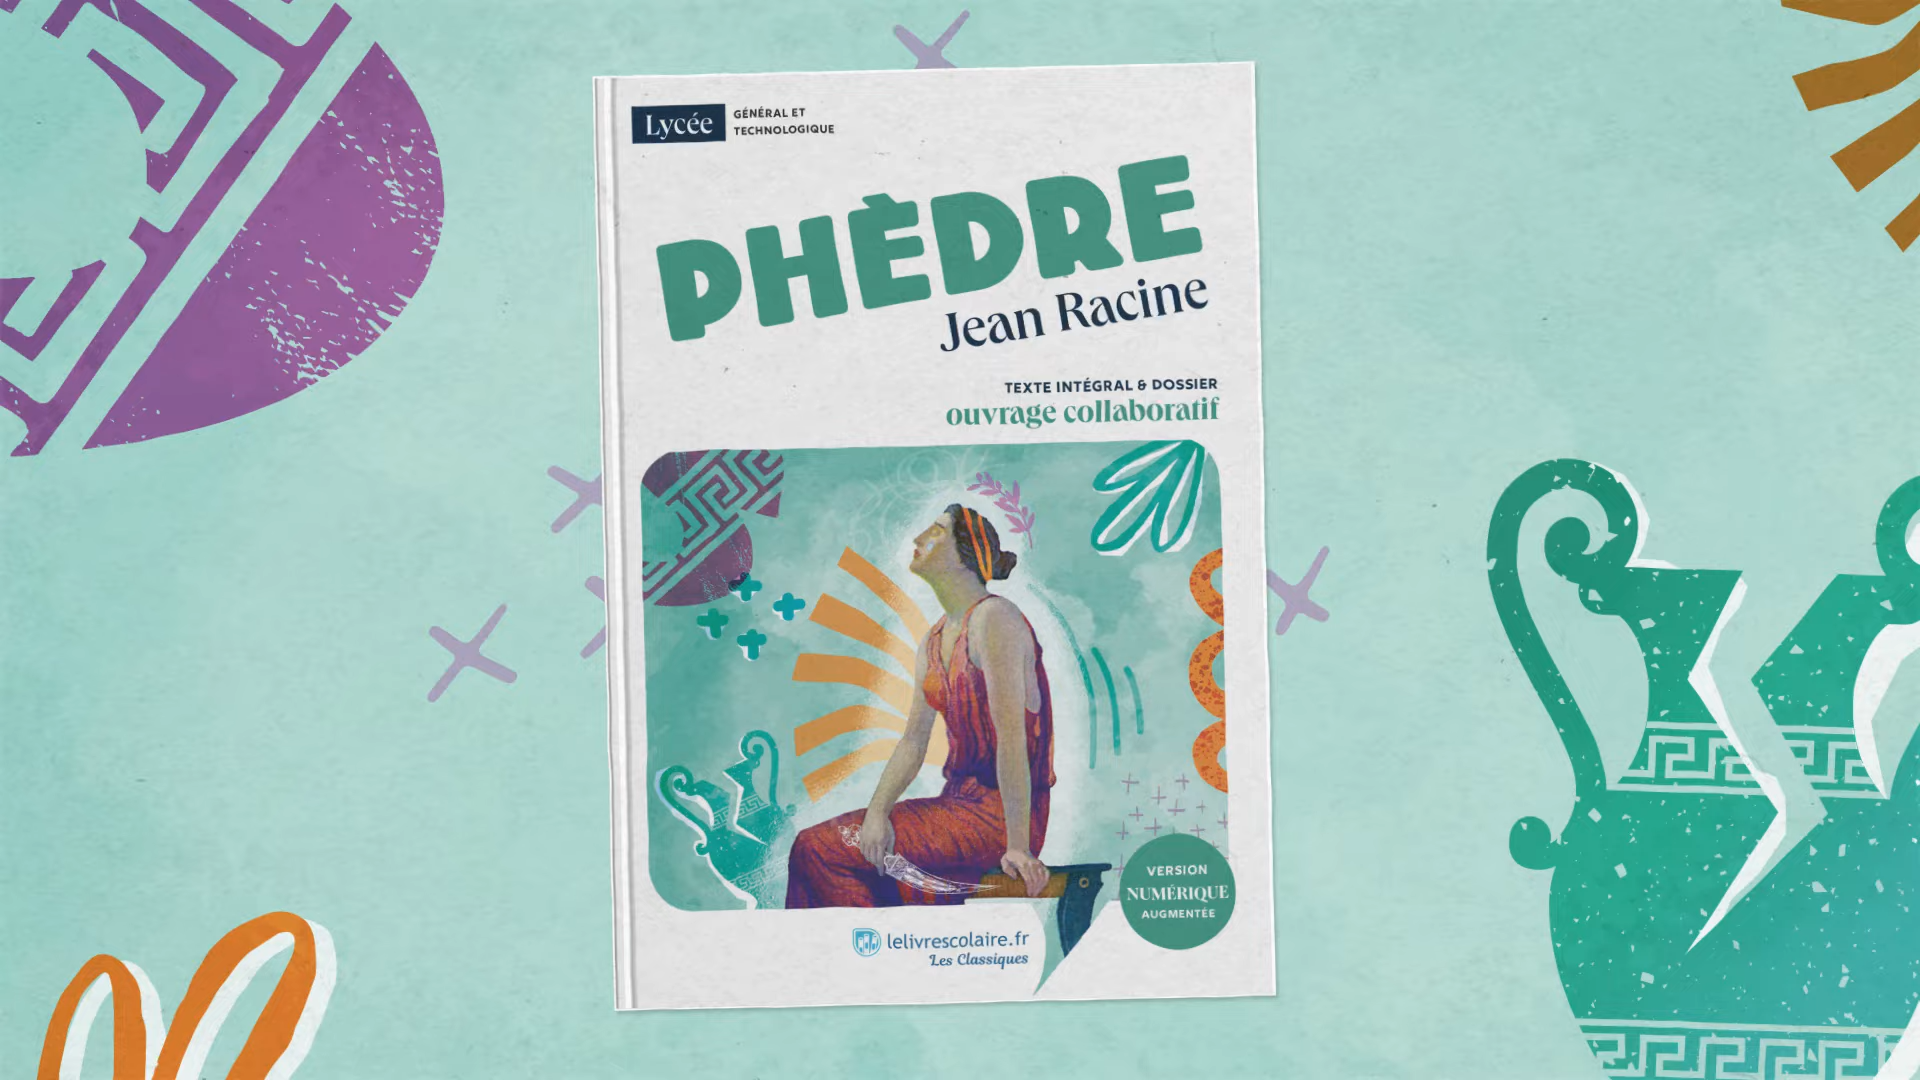 Lycée
GÉNÉRAL ET
TECHNOLOGIQUE
PHÈDRE
Jean Racine
TEXTE INTÉGRAL & DOSSIER
ouvrage collaboratif
VERSION
NUMÉRIQUE
AUGMENTÉE
lelivrescolaire.fr
Les Classiques